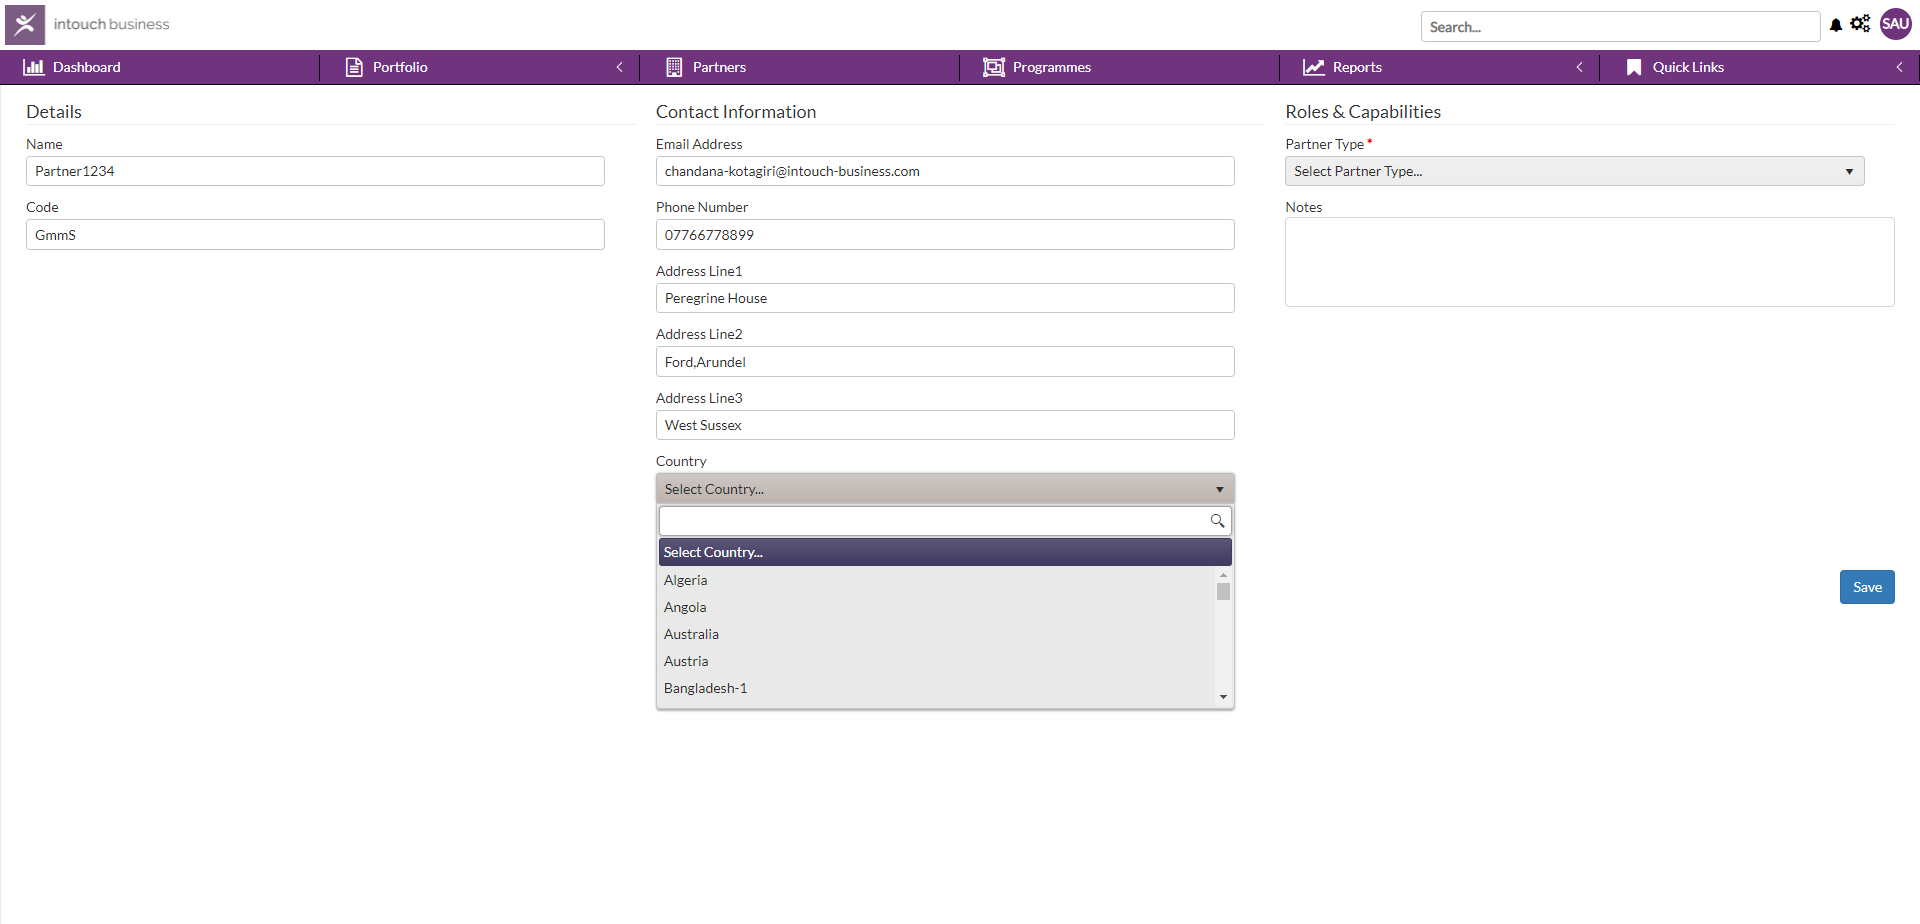 intouch business
Search...
SAU
Dashboard
Portfolio
Partners
Programmes
Reports
Quick Links
Details
Name
Partner1234
Code
GmmS
Contact Information
Email Address
chandana-kotagiri@intouch-business.com
Phone Number
07766778899
Address Line1
Peregrine House
Address Line2
Ford,Arundel
Address Line3
West Sussex
Country
Select Country...
Select Country...
Algeria
Angola
Australia
Austria
Bangladesh-1
Roles & Capabilities
Partner Type *
Select Partner Type...
Notes
Save